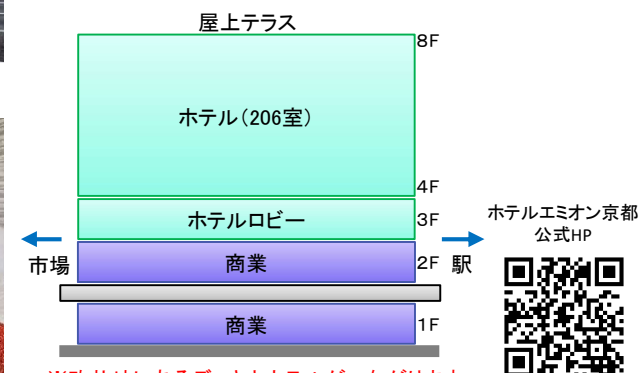 屋上テラス
8F
ホテル(206室)
4F
ホテルロビー
3F
ホテルエミオン京都
公式HP
市場
商業
2F
駅
商業
1F